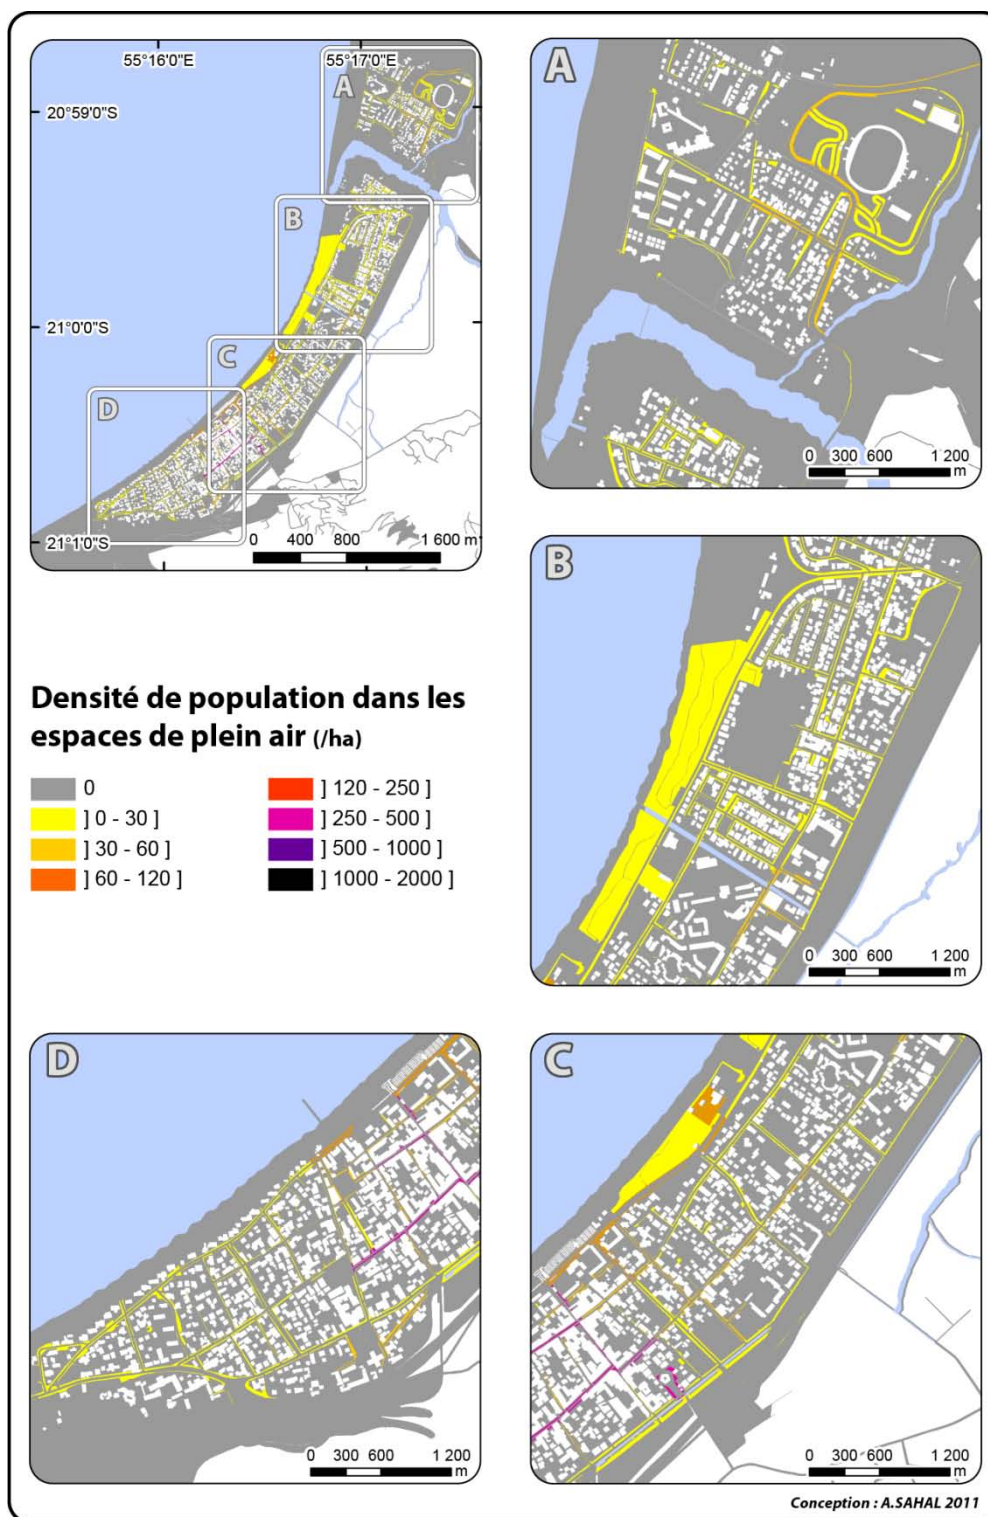 55°16'0"E 55°17'0"E
A
20°59'0"S
B
21°0'0"S
C
D
21°1'0"S
0 400 800 1 600 m
A
0 300 600 1 200
m
B
0 300 600 1 200
m
Densité de population dans les
espaces de plein air (/ha)
0
] 0 - 30 ]
] 30 - 60 ]
] 60 - 120 ]
] 120 - 250 ]
] 250 - 500 ]
] 500 - 1000 ]
] 1000 - 2000 ]
D
0 300 600 1 200
m
C
0 300 600 1 200
m
Conception : A.SAHAL 2011